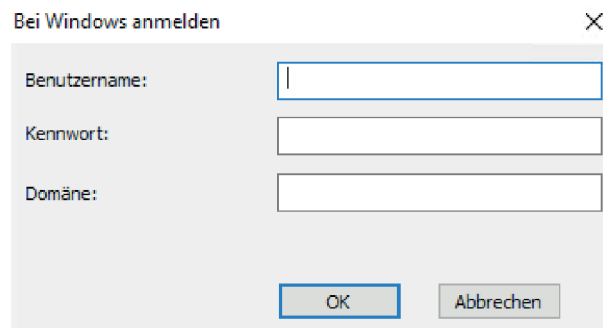 Bei Windows anmelden
Benutzername:
Kennwort:
Domäne:
OK Abbrechen